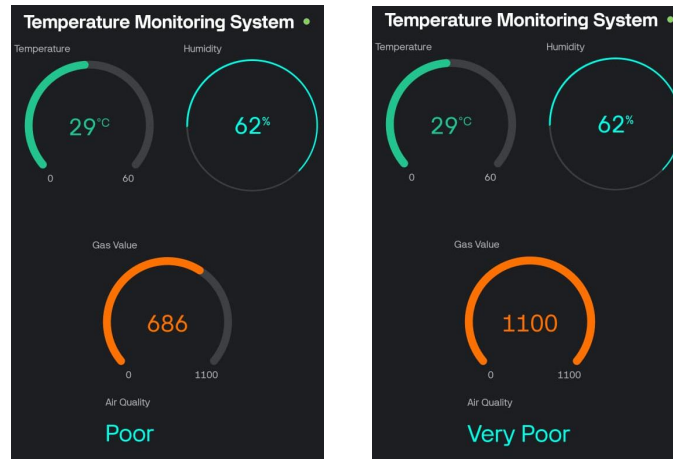 Temperature Monitoring System
Temperature
Humidity
29°C
62%
0
60
Gas Value
686
0
1100
Air Quality
Poor
Temperature Monitoring System
Temperature
Humidity
29°C
62%
0
60
Gas Value
1100
0
1100
Air Quality
Very Poor